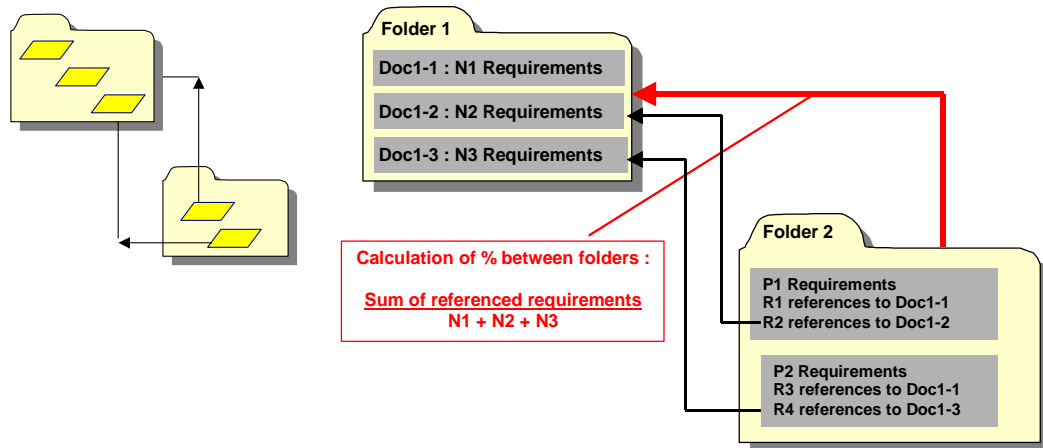 Folder 1
Doc1-1 : N1 Requirements
Doc1-2 : N2 Requirements
Doc1-3 : N3 Requirements
Calculation of % between folders :
Sum of referenced requirements
N1 + N2 + N3
Folder 2
P1 Requirements
R1 references to Doc1-1
R2 references to Doc1-2
P2 Requirements
R3 references to Doc1-1
R4 references to Doc1-3